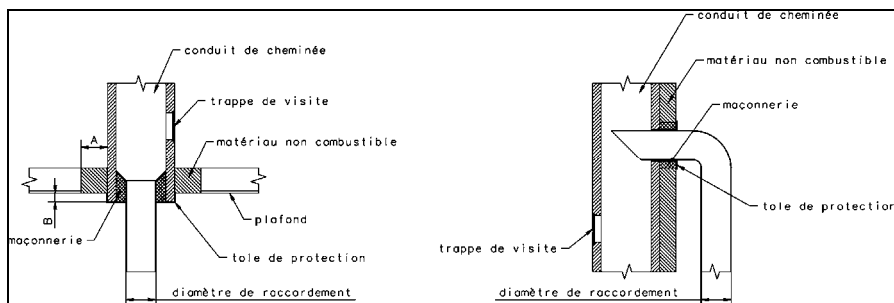 conduit de cheminée
trappe de visite
matériau non combustible
A
B
plafond
maçonnerie
tole de protection
diamètre de raccordement
conduit de cheminée
matériau non combustible
maçonnerie
tole de protection
trappe de visite
diamètre de raccordement